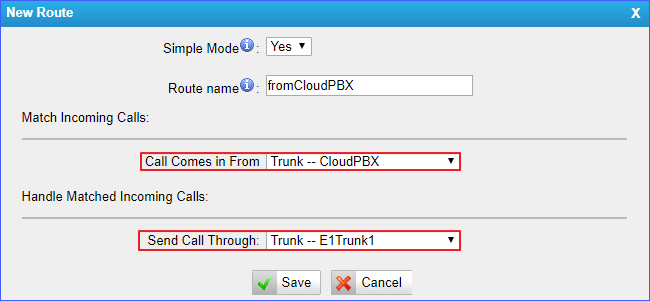 New Route X
Simple Mode : Yes
Route name : fromCloudPBX
Match Incoming Calls:
Call Comes in From Trunk -- CloudPBX
Handle Matched Incoming Calls:
Send Call Through: Trunk -- E1Trunk1
Save Cancel